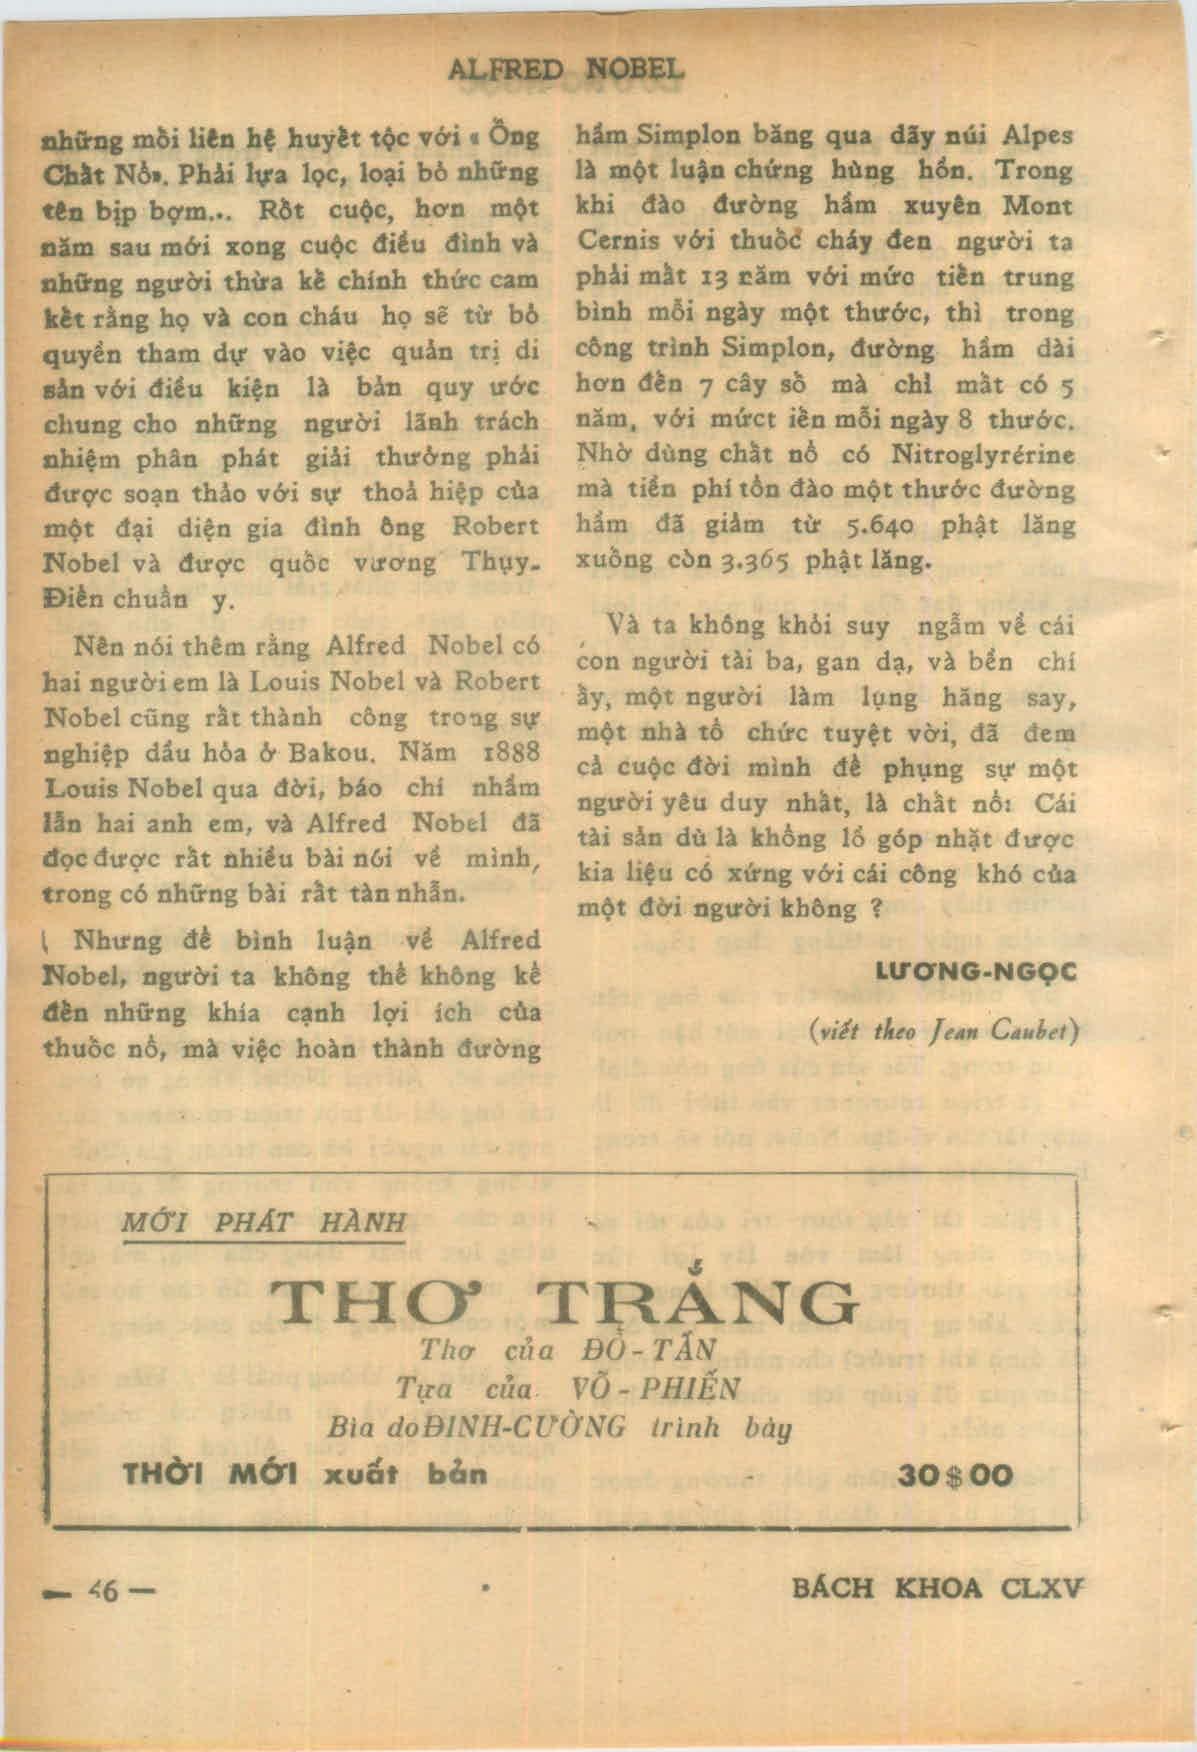 ALFRED NOBEL
những mối liên hệ huyết tộc với « Ông
Chất Nổ». Phải lựa lọc, loại bỏ những
tên bịp bợm... Rốt cuộc, hơn một
năm sau mới xong cuộc điều đình và
những người thừa kế chính thức cam
kết rằng họ và con cháu họ sẽ từ bỏ
quyền tham dự vào việc quản trị di
sản với điều kiện là bản quy ước
chung cho những người lãnh trách
nhiệm phân phát giải thưởng phải
được soạn thảo với sự thoả hiệp của
một đại diện gia đình ông Robert
Nobel và được quốc vương Thụy-
Điển chuẩn y.
Nên nói thêm rằng Alfred Nobel có
hai người em là Louis Nobel và Robert
Nobel cũng rất thành công trong sự
nghiệp dầu hỏa ở Bakou. Năm 1888
Louis Nobel qua đời, báo chí nhầm
lẫn hai anh em, và Alfred Nobel đã
đọc được rất nhiều bài nói về mình,
trong có những bài rất tàn nhẫn.
Nhưng để bình luận về Alfred
Nobel, người ta không thể không kể
đến những khía cạnh lợi ích của
thuốc nổ, mà việc hoàn thành đường
hầm Simplon băng qua dãy núi Alpes
là một luận chứng hùng hồn. Trong
khi đào đường hầm xuyên Mont
Cernis với thuốc cháy đen người ta
phải mất 13 năm với mức tiến trung
bình mỗi ngày một thước, thì trong
công trình Simplon, đường hầm dài
hơn đến 7 cây số mà chỉ mất có 5
năm, với mứct iến mỗi ngày 8 thước.
Nhờ dùng chất nổ có Nitroglyrérine
mà tiền phí tổn đào một thước đường
hầm đã giảm từ 5.640 phật lăng
xuống còn 3.365 phật lăng.
Và ta không khỏi suy ngẫm về cái
con người tài ba, gan dạ, và bền chí
ấy, một người làm lụng hăng say,
một nhà tổ chức tuyệt vời, đã đem
cả cuộc đời mình để phụng sự một
người yêu duy nhất, là chất nổ: Cái
tài sản dù là khổng lồ góp nhặt được
kia liệu có xứng với cái công khó của
một đời người không ?
LƯƠNG-NGỌC
(viết theo Jean Caubet)
MỚI PHÁT HÀNH
THƠ TRẮNG
Thơ của ĐỖ-TẤN
Tựa của VÕ-PHIẾN
Bìa do ĐINH-CƯỜNG trình bày
THỜI MỚI xuất bản 30$00
— 46 — BÁCH KHOA CLXV